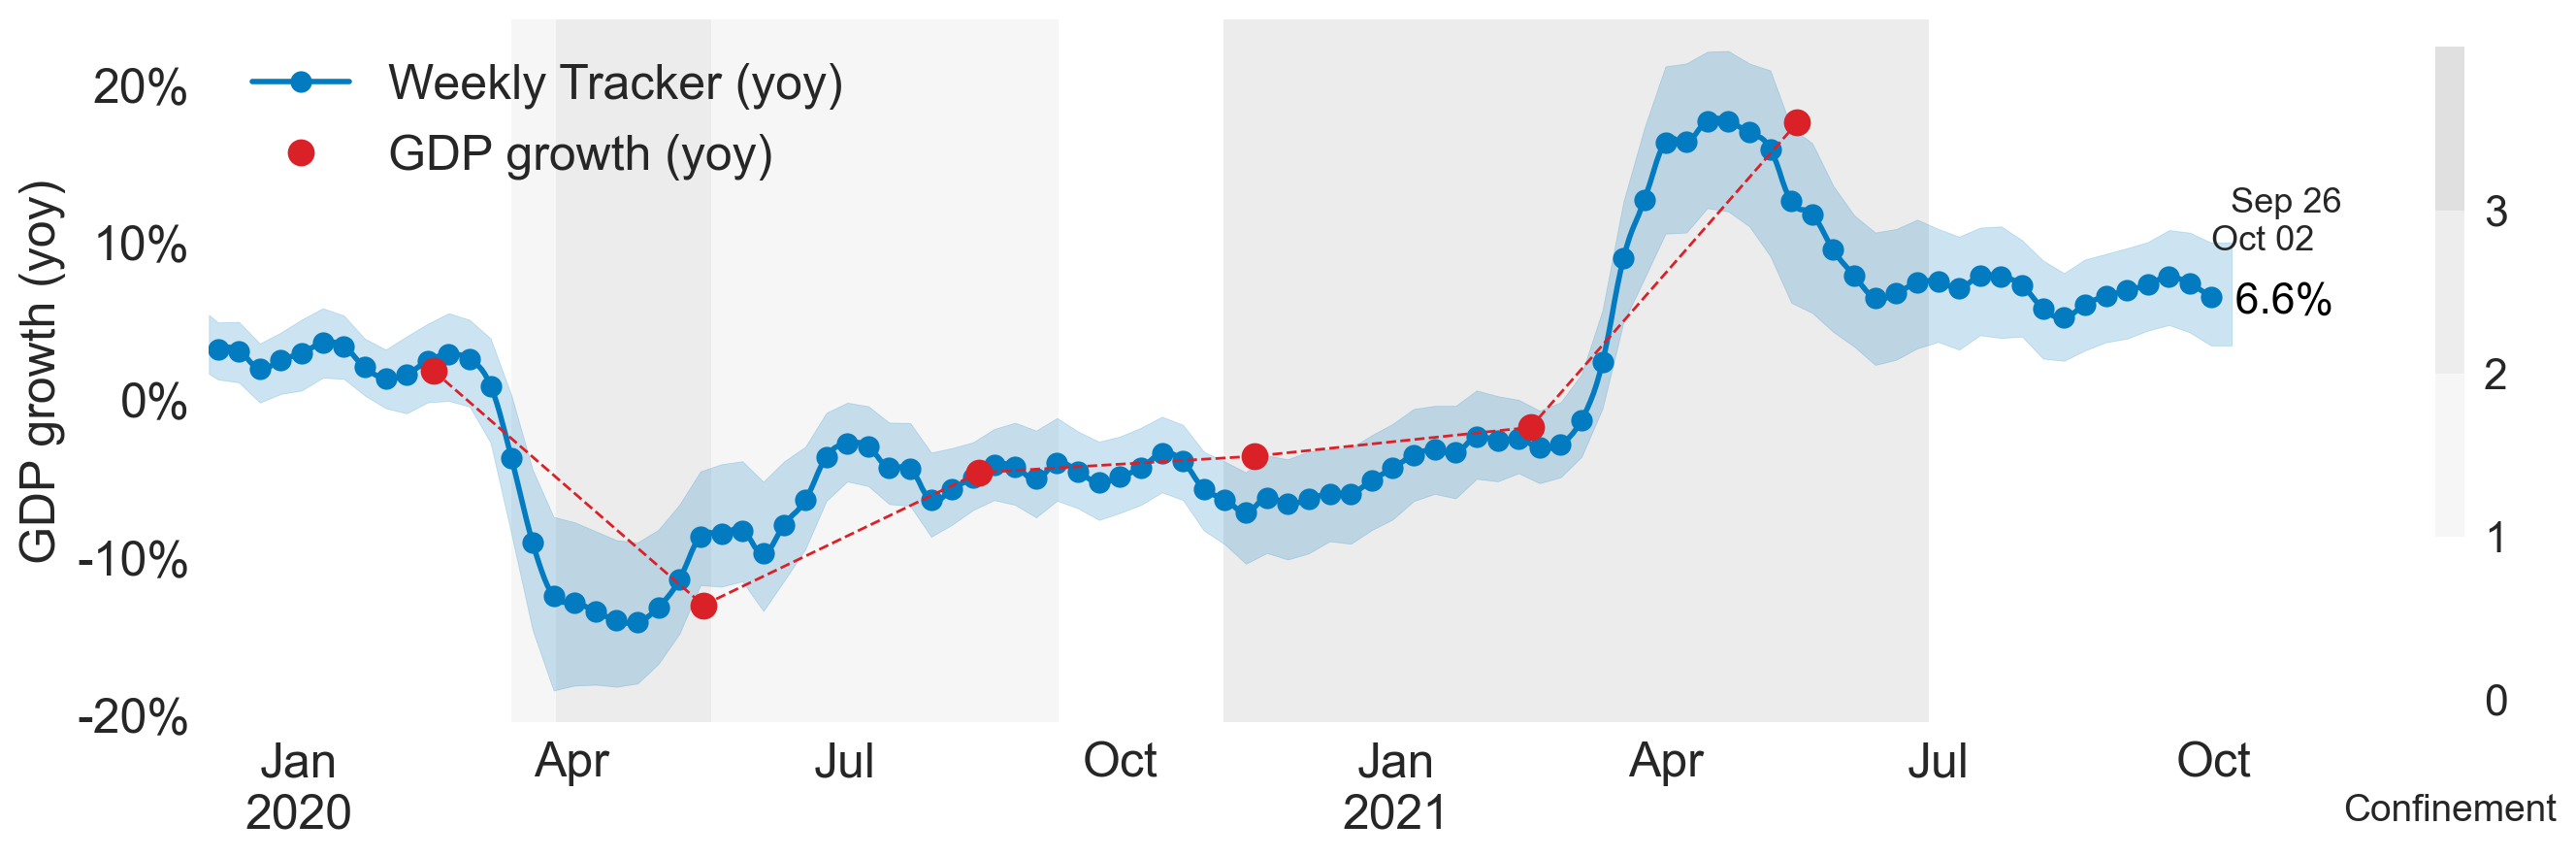 Weekly Tracker (yoy)
GDP growth (yoy)
GDP growth (yoy)
20%
10%
0%
-10%
-20%
Jan
2020
Apr
Jul
Oct
Jan
2021
Apr
Jul
Oct
Sep 26
Oct 02
6.6%
3
2
1
0
Confinement